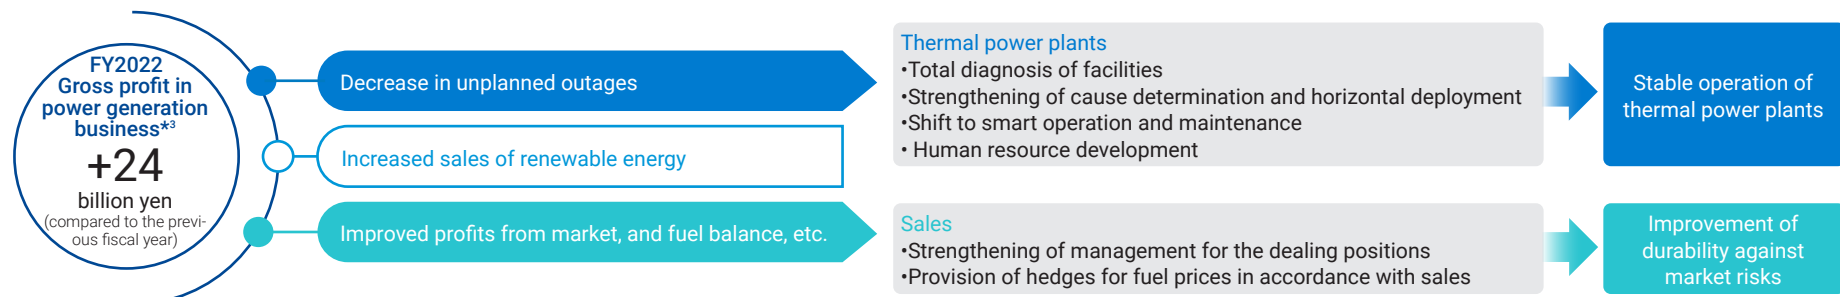 FY2022
Gross profit in
power generation
business*3
+24
billion yen
(compared to the previ-
ous fiscal year)
Decrease in unplanned outages
Increased sales of renewable energy
Improved profits from market, and fuel balance, etc.
Thermal power plants
•Total diagnosis of facilities
•Strengthening of cause determination and horizontal deployment
•Shift to smart operation and maintenance
• Human resource development
Stable operation of
thermal power plants
Sales
•Strengthening of management for the dealing positions
•Provision of hedges for fuel prices in accordance with sales
Improvement of
durability against
market risks